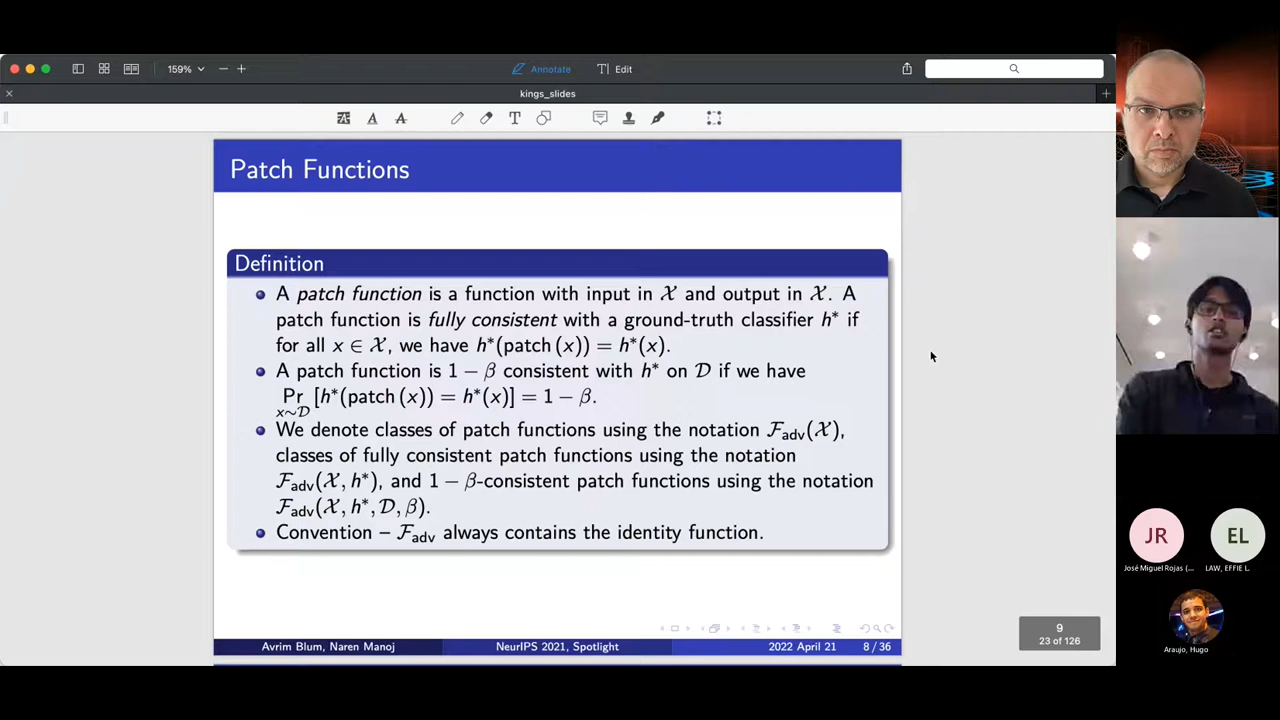 159%
Annotate
Edit
kings_slides
Patch Functions
Definition
A patch function is a function with input in 𝒳 and output in 𝒳. A
patch function is fully consistent with a ground-truth classifier h* if
for all x ∈ 𝒳, we have h*(patch (x)) = h*(x).
A patch function is 1 − β consistent with h* on 𝒟 if we have
Pr [h*(patch (x)) = h*(x)] = 1 − β.
x∼𝒟
We denote classes of patch functions using the notation ℱadv(𝒳),
classes of fully consistent patch functions using the notation
ℱadv(𝒳, h*), and 1 − β-consistent patch functions using the notation
ℱadv(𝒳, h*, 𝒟, β).
Convention – ℱadv always contains the identity function.
Avrim Blum, Naren Manoj
NeurIPS 2021, Spotlight
2022 April 21
8 / 36
9
23 of 126
JR
EL
José Miguel Rojas (...
LAW, EFFIE L.
Araujo, Hugo